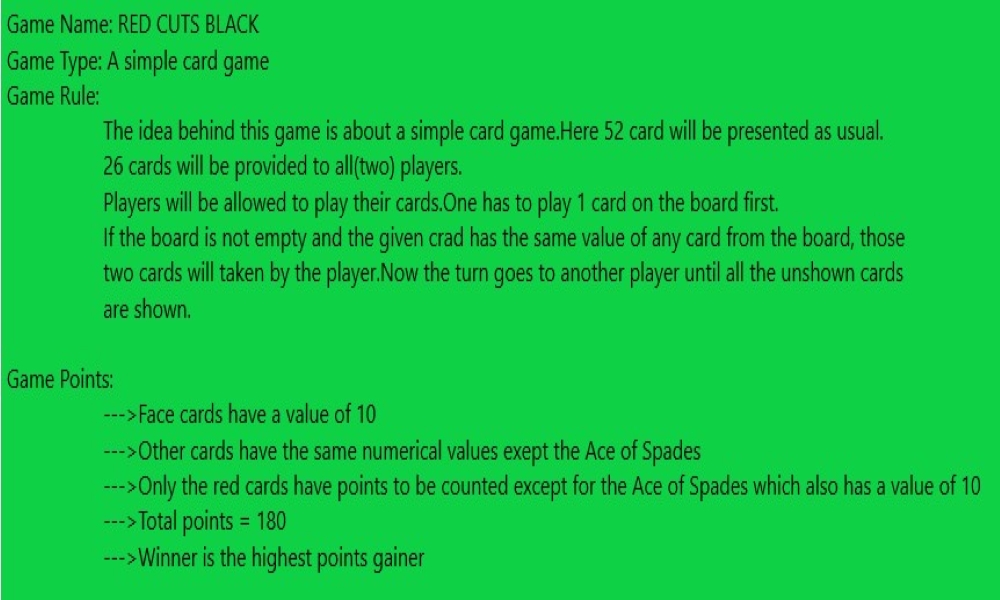 Game Name: RED CUTS BLACK
Game Type: A simple card game
Game Rule:
The idea behind this game is about a simple card game.Here 52 card will be presented as usual.
26 cards will be provided to all(two) players.
Players will be allowed to play their cards.One has to play 1 card on the board first.
If the board is not empty and the given crad has the same value of any card from the board, those
two cards will taken by the player.Now the turn goes to another player until all the unshown cards
are shown.
Game Points:
--->Face cards have a value of 10
--->Other cards have the same numerical values exept the Ace of Spades
--->Only the red cards have points to be counted except for the Ace of Spades which also has a value of 10
--->Total points = 180
--->Winner is the highest points gainer